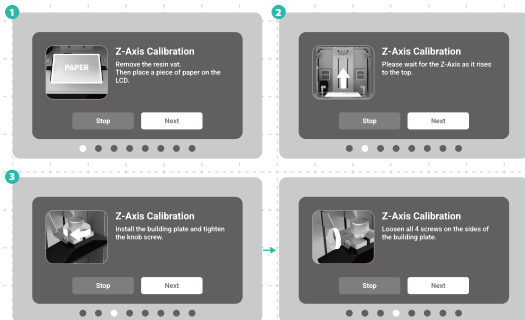 1
Z-Axis Calibration
PAPER
Remove the resin vat.
Then place a piece of paper on the
LCD.
Stop
Next
2
Z-Axis Calibration
Please wait for the Z-Axis as it rises
to the top.
Stop
Next
3
Z-Axis Calibration
Install the building plate and tighten
the knob screw.
Stop
Next
Z-Axis Calibration
Loosen all 4 screws on the sides of
the building plate.
Stop
Next